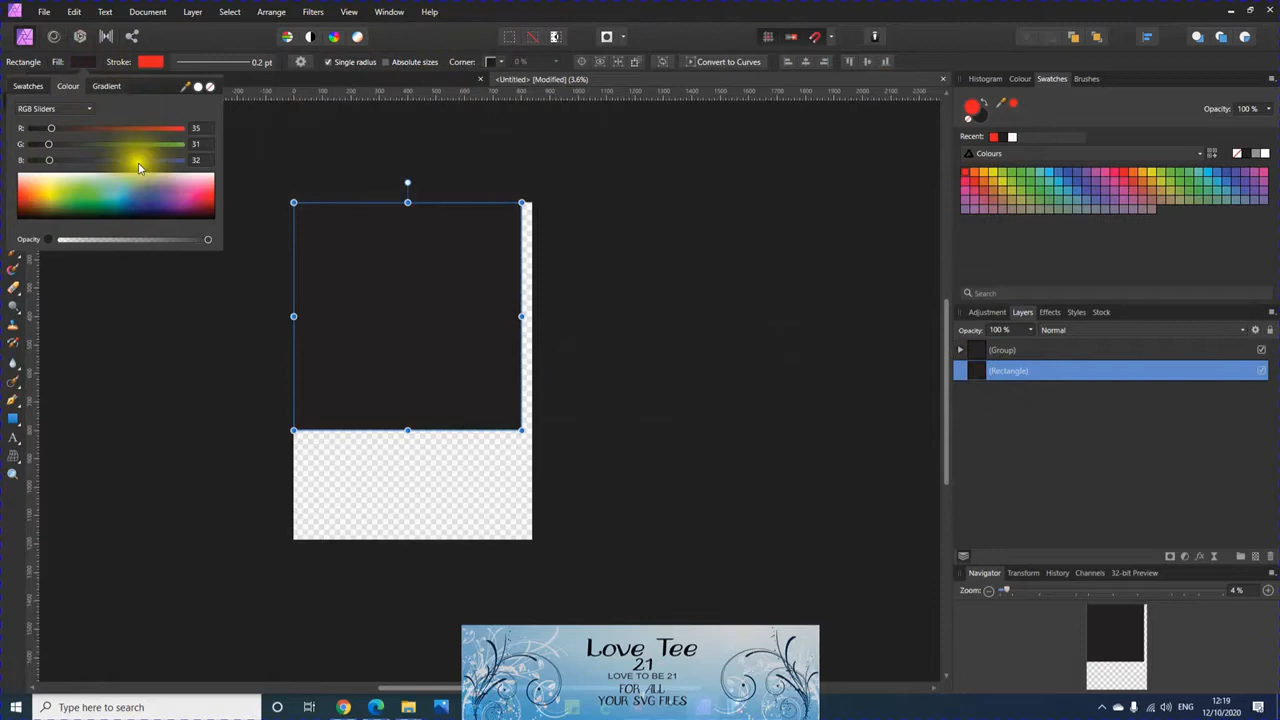 File Edit Text Document Layer Select Arrange Filters View Window Help
Rectangle Fill: Stroke: 0.2 pt Single radius Absolute sizes Corner: 0 % Convert to Curves
Swatches Colour Gradient
<Untitled> [Modified] (3.6%)
Histogram Colour Swatches Brushes
RGB Sliders
R: 35
G: 31
B: 32
Opacity
Opacity: 100 %
Recent:
Colours
Search
Adjustment Layers Effects Styles Stock
Opacity: 100 % Normal
(Group)
(Rectangle)
Navigator Transform History Channels 32-bit Preview
Zoom: 4 %
Love Tee
21
LOVE TO BE 21
FOR ALL
YOUR SVG FILES
Type here to search
ENG
12:19
12/10/2020